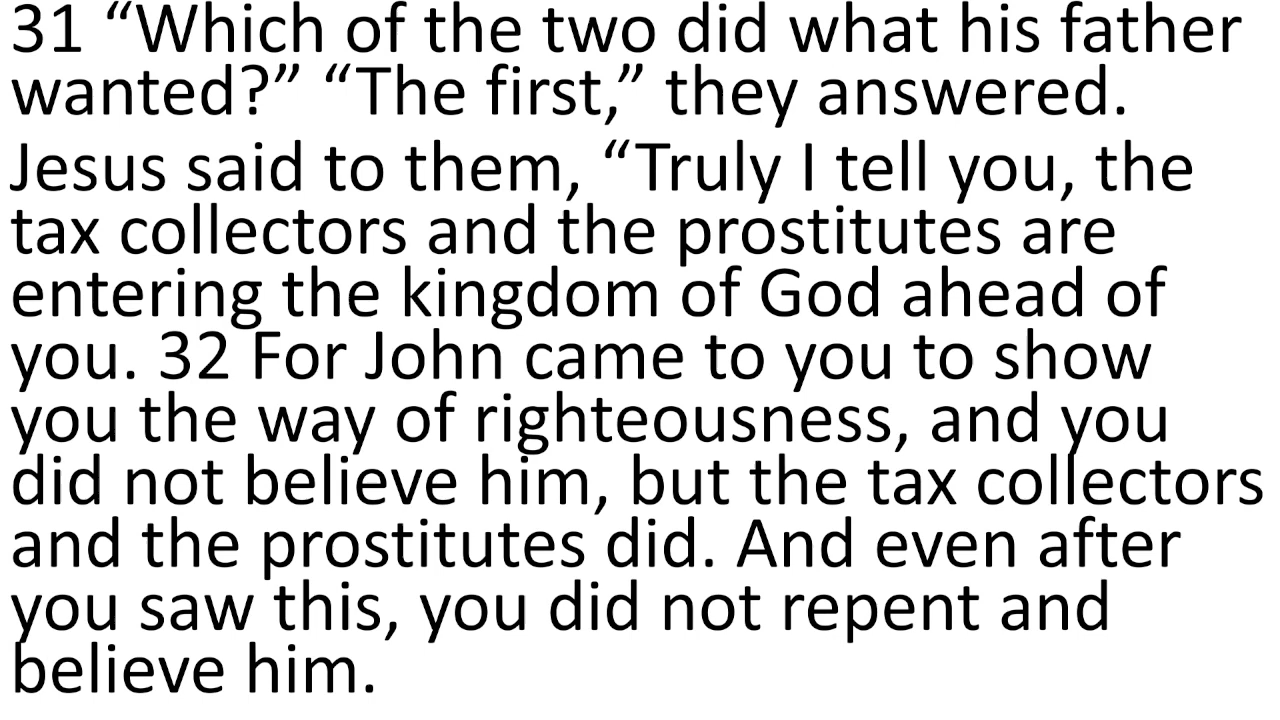 31 “Which of the two did what his father
wanted?” “The first,” they answered.
Jesus said to them, “Truly I tell you, the
tax collectors and the prostitutes are
entering the kingdom of God ahead of
you. 32 For John came to you to show
you the way of righteousness, and you
did not believe him, but the tax collectors
and the prostitutes did. And even after
you saw this, you did not repent and
believe him.